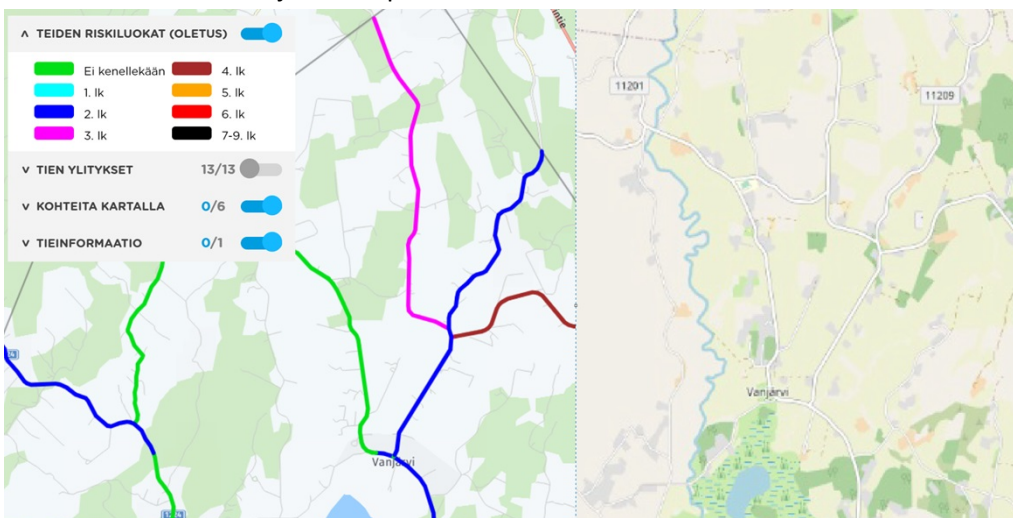 TEIDEN RISKILUOKAT (OLETUS)
Ei kenellekään
4. lk
1. lk
5. lk
2. lk
6. lk
3. lk
7-9. lk
TIEN YLITYKSET 13/13
KOHTEITA KARTALLA 0/6
TIEINFORMAATIO 0/1
Vanjärvi
11201
11209
Vanjärvi